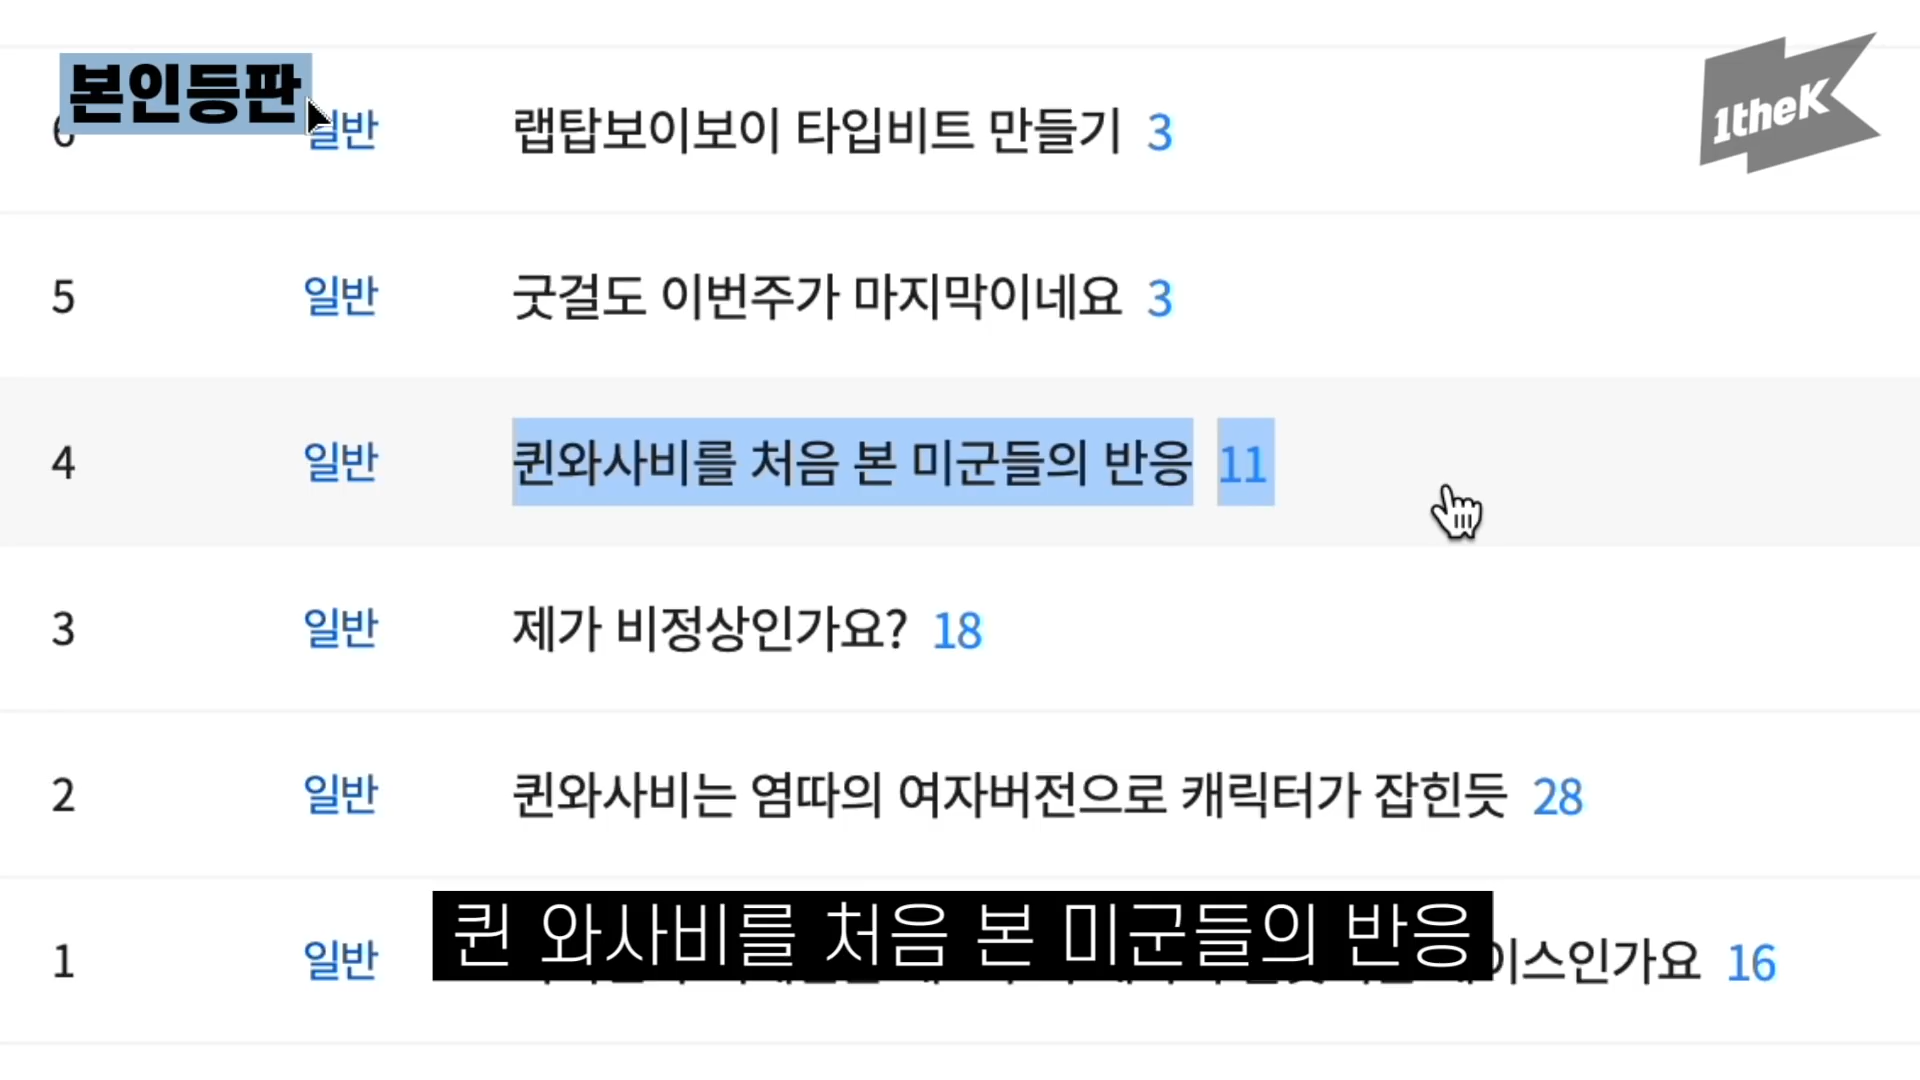 본인등판
1theK
6 일반 랩탑보이보이 타입비트 만들기 3
5 일반 굿걸도 이번주가 마지막이네요 3
4 일반 퀸와사비를 처음 본 미군들의 반응 11
3 일반 제가 비정상인가요? 18
2 일반 퀸와사비는 염따의 여자버전으로 캐릭터가 잡힌듯 28
1 일반 이스인가요 16
퀸 와사비를 처음 본 미군들의 반응